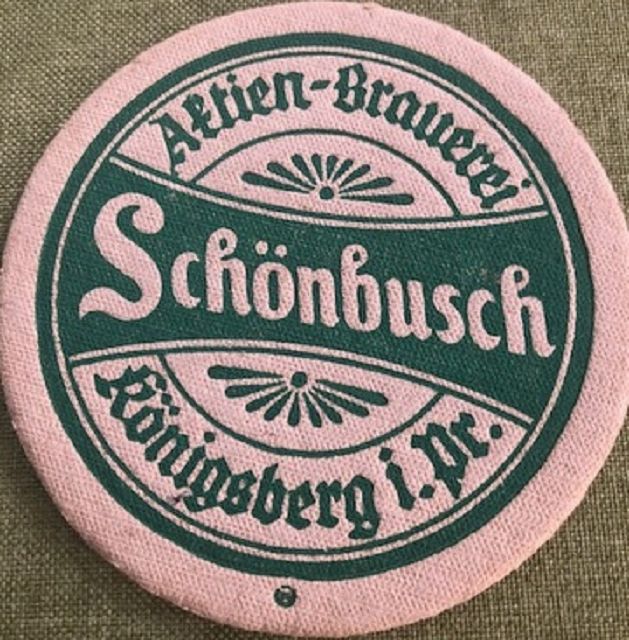 Aktien-Brauerei
Schönbusch
Königsberg i. Pr.